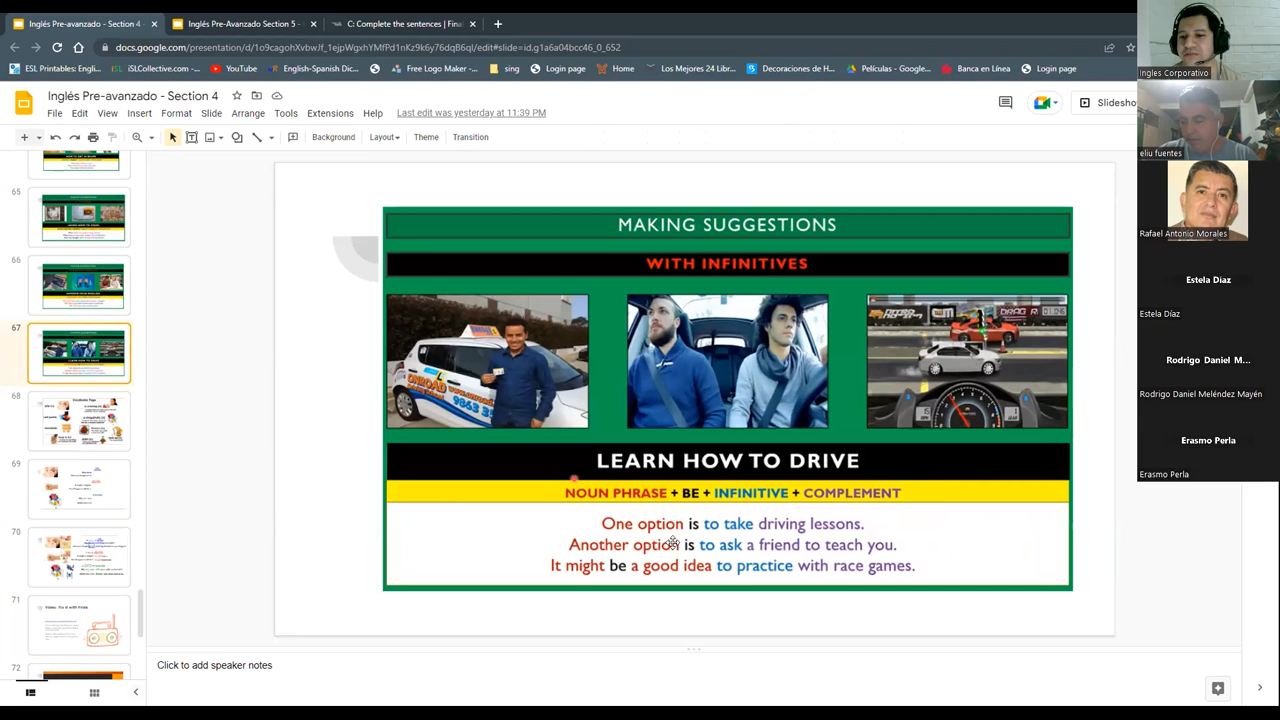 Inglés Pre-avanzado - Section 4 -
Inglés Pre-avanzado Section 5 -
C: Complete the sentences | Final
docs.google.com/presentation/d/1o9cagohXvbwJf_1ejpWgxhYMfPd1nKz9k6y76dqB6ql/edit#slide=id.g1a6a04bcc46_0_652
ESL Printables: Engli...
iSLCollective.com -...
YouTube
English-Spanish Dic...
Free Logo Maker -...
sing
Login page
Home
Los Mejores 24 Libr...
Decoraciones de H...
Películas - Google...
Banca en Línea
Login page
Inglés Pre-avanzado - Section 4
File Edit View Insert Format Slide Arrange Tools Extensions Help
Last edit was yesterday at 11:39 PM
Slideshow
Background
Layout
Theme
Transition
65
66
67
68
69
70
71
72
MAKING SUGGESTIONS
WITH INFINITIVES
LEARN HOW TO DRIVE
NOUN PHRASE + BE + INFINITIVE + COMPLEMENT
One option is to take driving lessons.
Another option is to ask a friend to teach you.
It might be a good idea to practice with race games.
Click to add speaker notes
Ingles Corporativo
eliu fuentes
Rafael Antonio Morales
Estela Diaz
Estela Díaz
Rodrigo Daniel M...
Rodrigo Daniel Meléndez Mayén
Erasmo Perla
Erasmo Perla